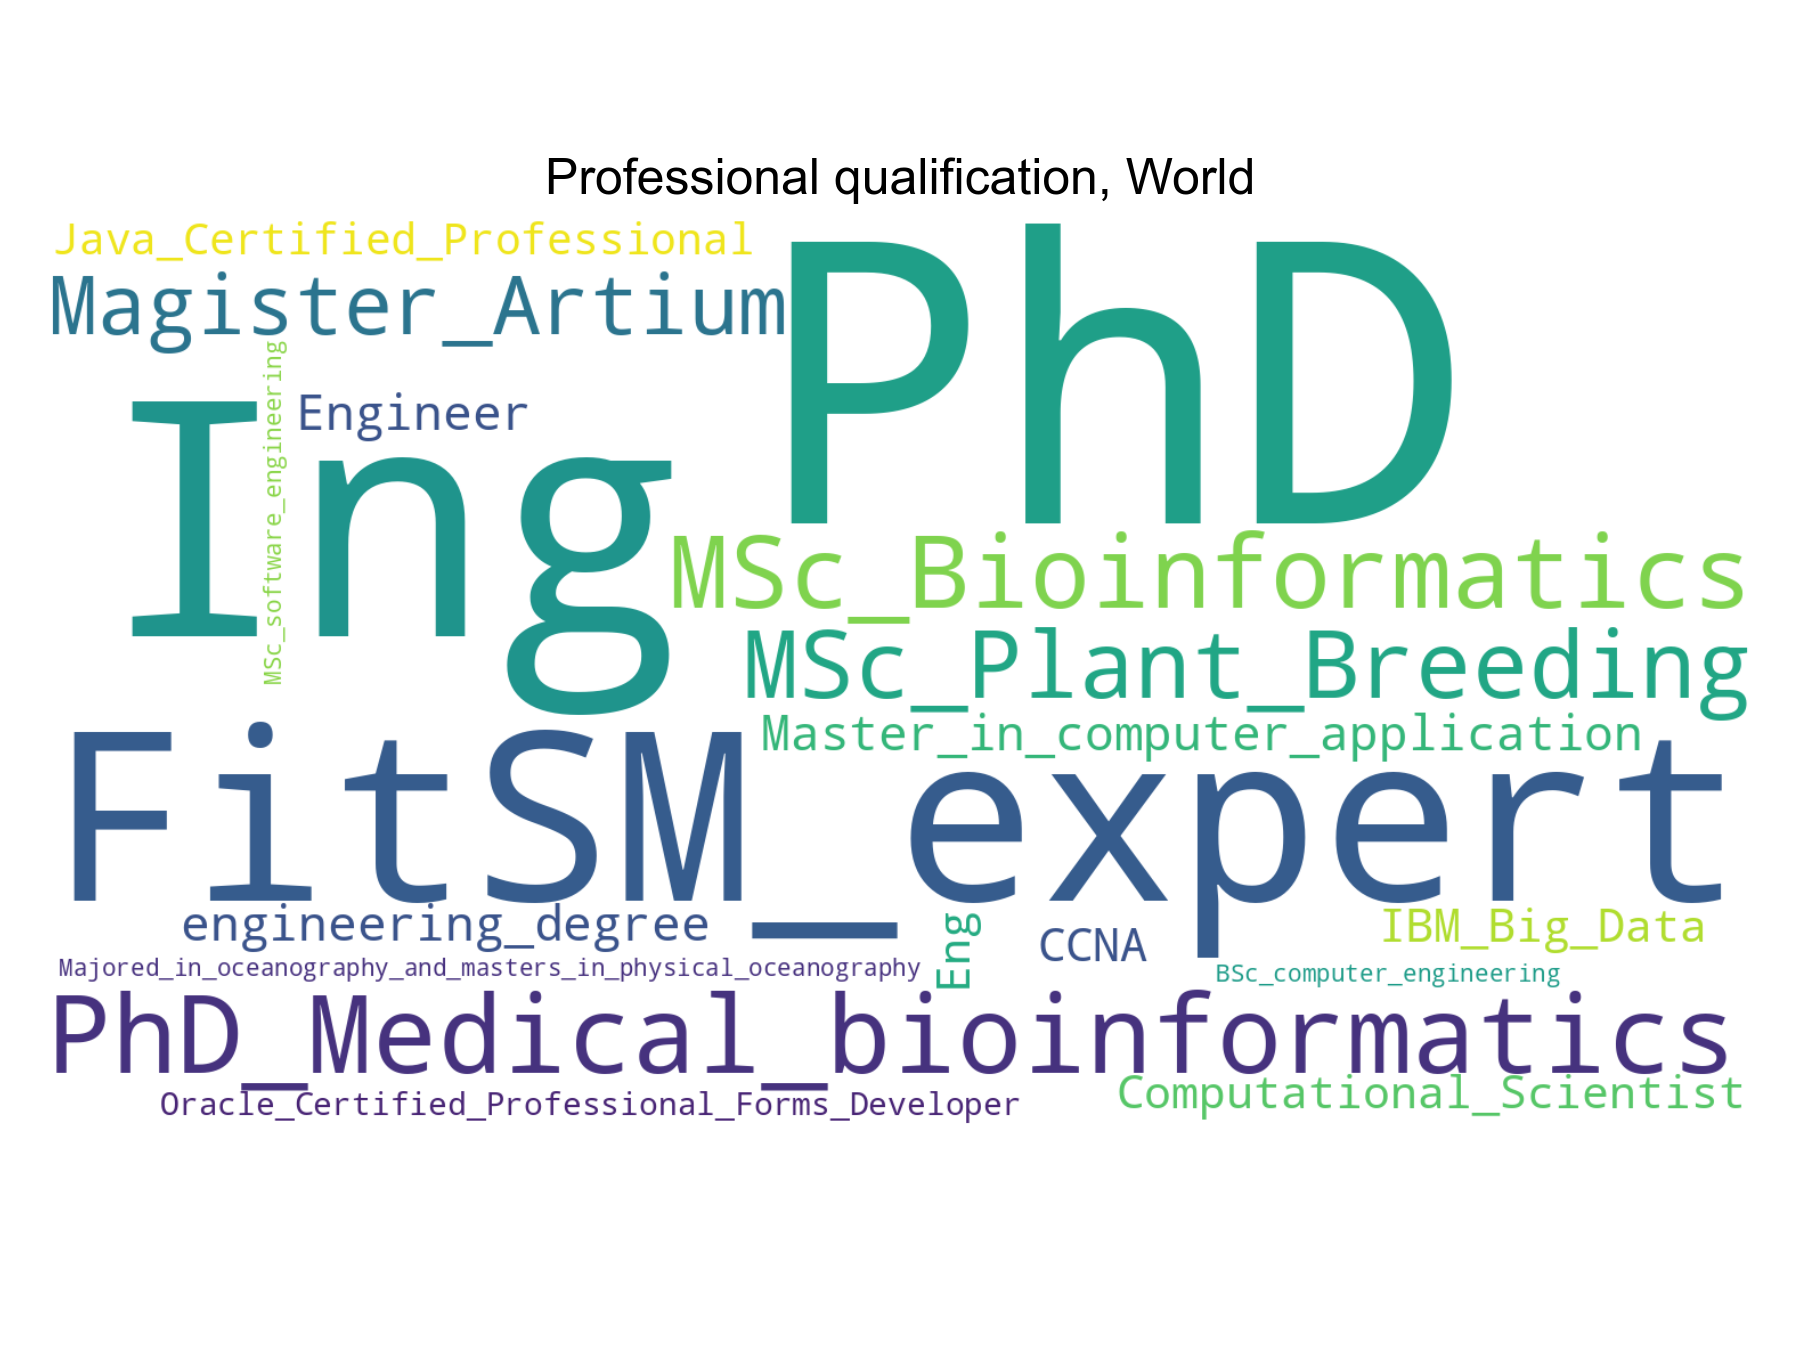 Professional qualification, World
Java_Certified_Professional
Magister_Artium
PhD
MSc_software_engineering
Engineer
Ing
MSc_Bioinformatics
MSc_Plant_Breeding
Master_in_computer_application
FitSM_expert
engineering_degree
Eng
CCNA
IBM_Big_Data
Majored_in_oceanography_and_masters_in_physical_oceanography
BSc_computer_engineering
PhD_Medical_bioinformatics
Oracle_Certified_Professional_Forms_Developer
Computational_Scientist